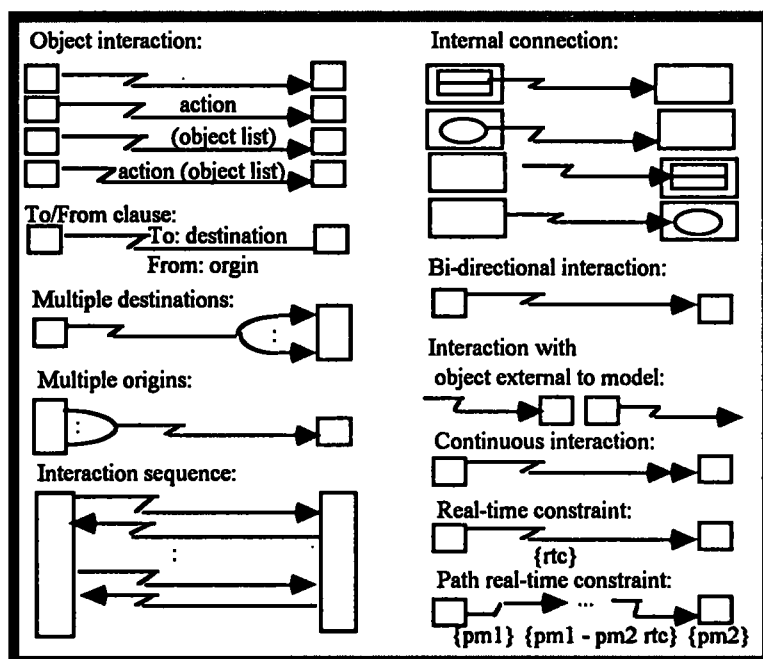 Object interaction:
action
(object list)
action (object list)
To/From clause:
To: destination
From: orgin
Multiple destinations:
:
Multiple origins:
:
Interaction sequence:
:
Internal connection:
Bi-directional interaction:
Interaction with
object external to model:
Continuous interaction:
Real-time constraint:
{rtc}
Path real-time constraint:
...
{pm1} {pm1 - pm2 rtc} {pm2}